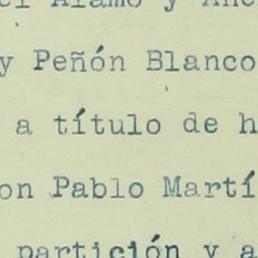 y Peñón Blanco
a título de h
on Pablo Martí
partición y a